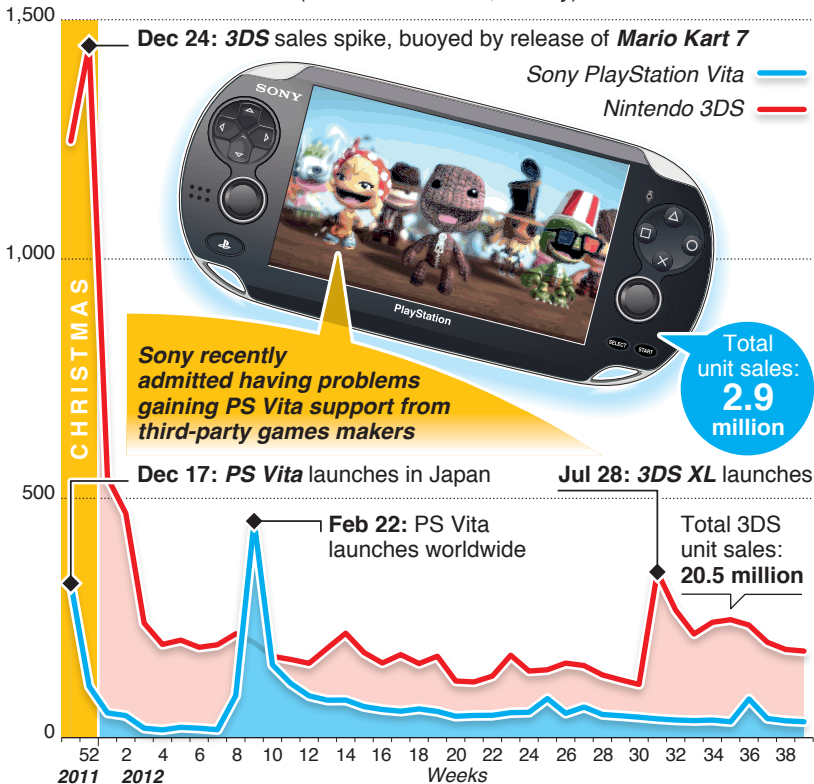 1,500
Dec 24: 3DS sales spike, buoyed by release of Mario Kart 7
Sony PlayStation Vita
Nintendo 3DS
SONY
1,000
PlayStation
SELECT
START
CHRISTMAS
Sony recently
admitted having problems
gaining PS Vita support from
third-party games makers
Total
unit sales:
2.9
million
Dec 17: PS Vita launches in Japan
Jul 28: 3DS XL launches
500
Feb 22: PS Vita
launches worldwide
Total 3DS
unit sales:
20.5 million
0
52 2 4 6 8 10 12 14 16 18 20 22 24 26 28 30 32 34 36 38
2011 2012 Weeks